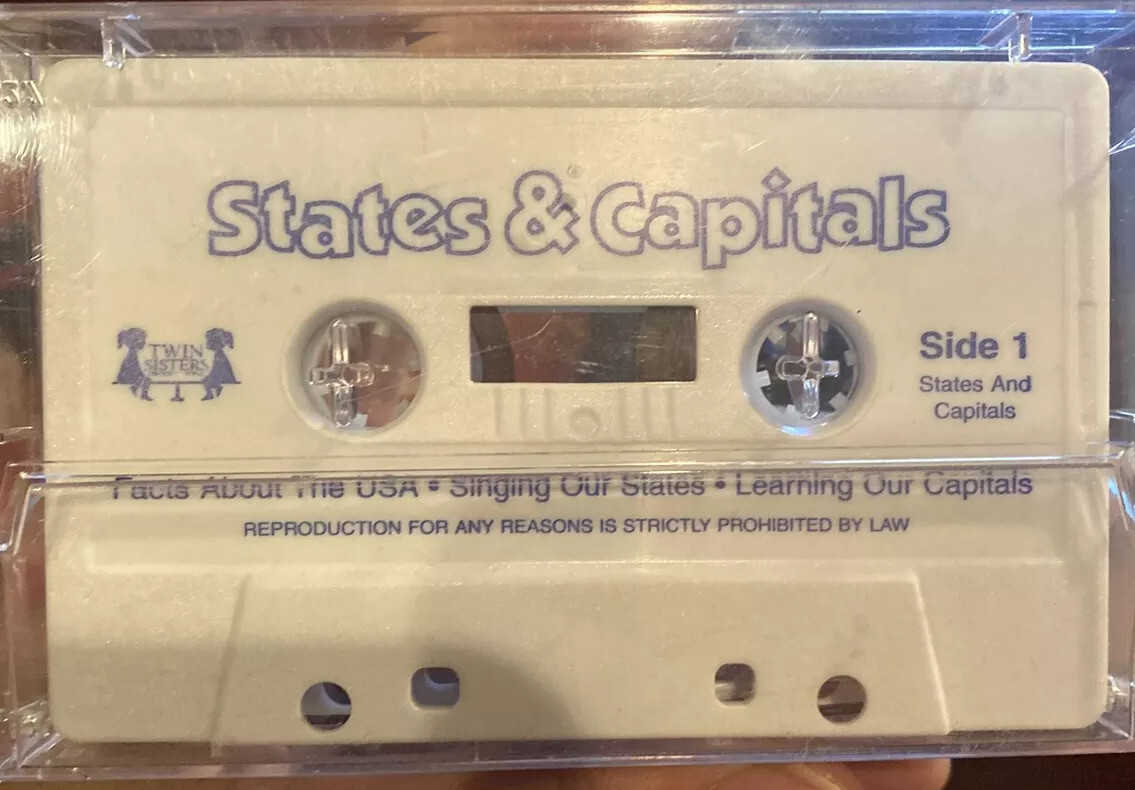 States & Capitals
TWIN
SISTERS
Side 1
States And
Capitals
Facts About The USA • Singing Our States • Learning Our Capitals
REPRODUCTION FOR ANY REASONS IS STRICTLY PROHIBITED BY LAW